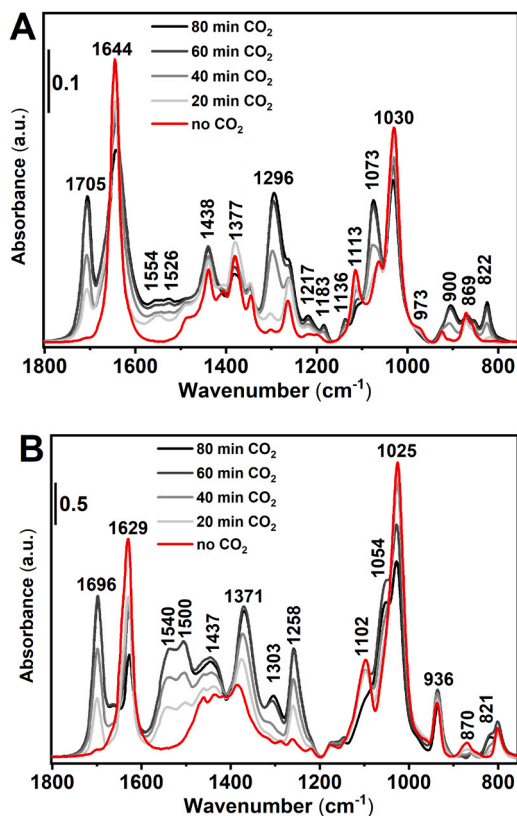 A
Absorbance (a.u.)
0.1
80 min CO₂
60 min CO₂
40 min CO₂
20 min CO₂
no CO₂
1705
1644
1554
1526
1438
1377
1296
1217
1183
1136
1113
1073
1030
973
900
869
822
1800 1600 1400 1200 1000 800
Wavenumber (cm⁻¹)
B
Absorbance (a.u.)
0.5
80 min CO₂
60 min CO₂
40 min CO₂
20 min CO₂
no CO₂
1696
1629
1540
1500
1437
1371
1303
1258
1102
1054
1025
936
870
821
1800 1600 1400 1200 1000 800
Wavenumber (cm⁻¹)